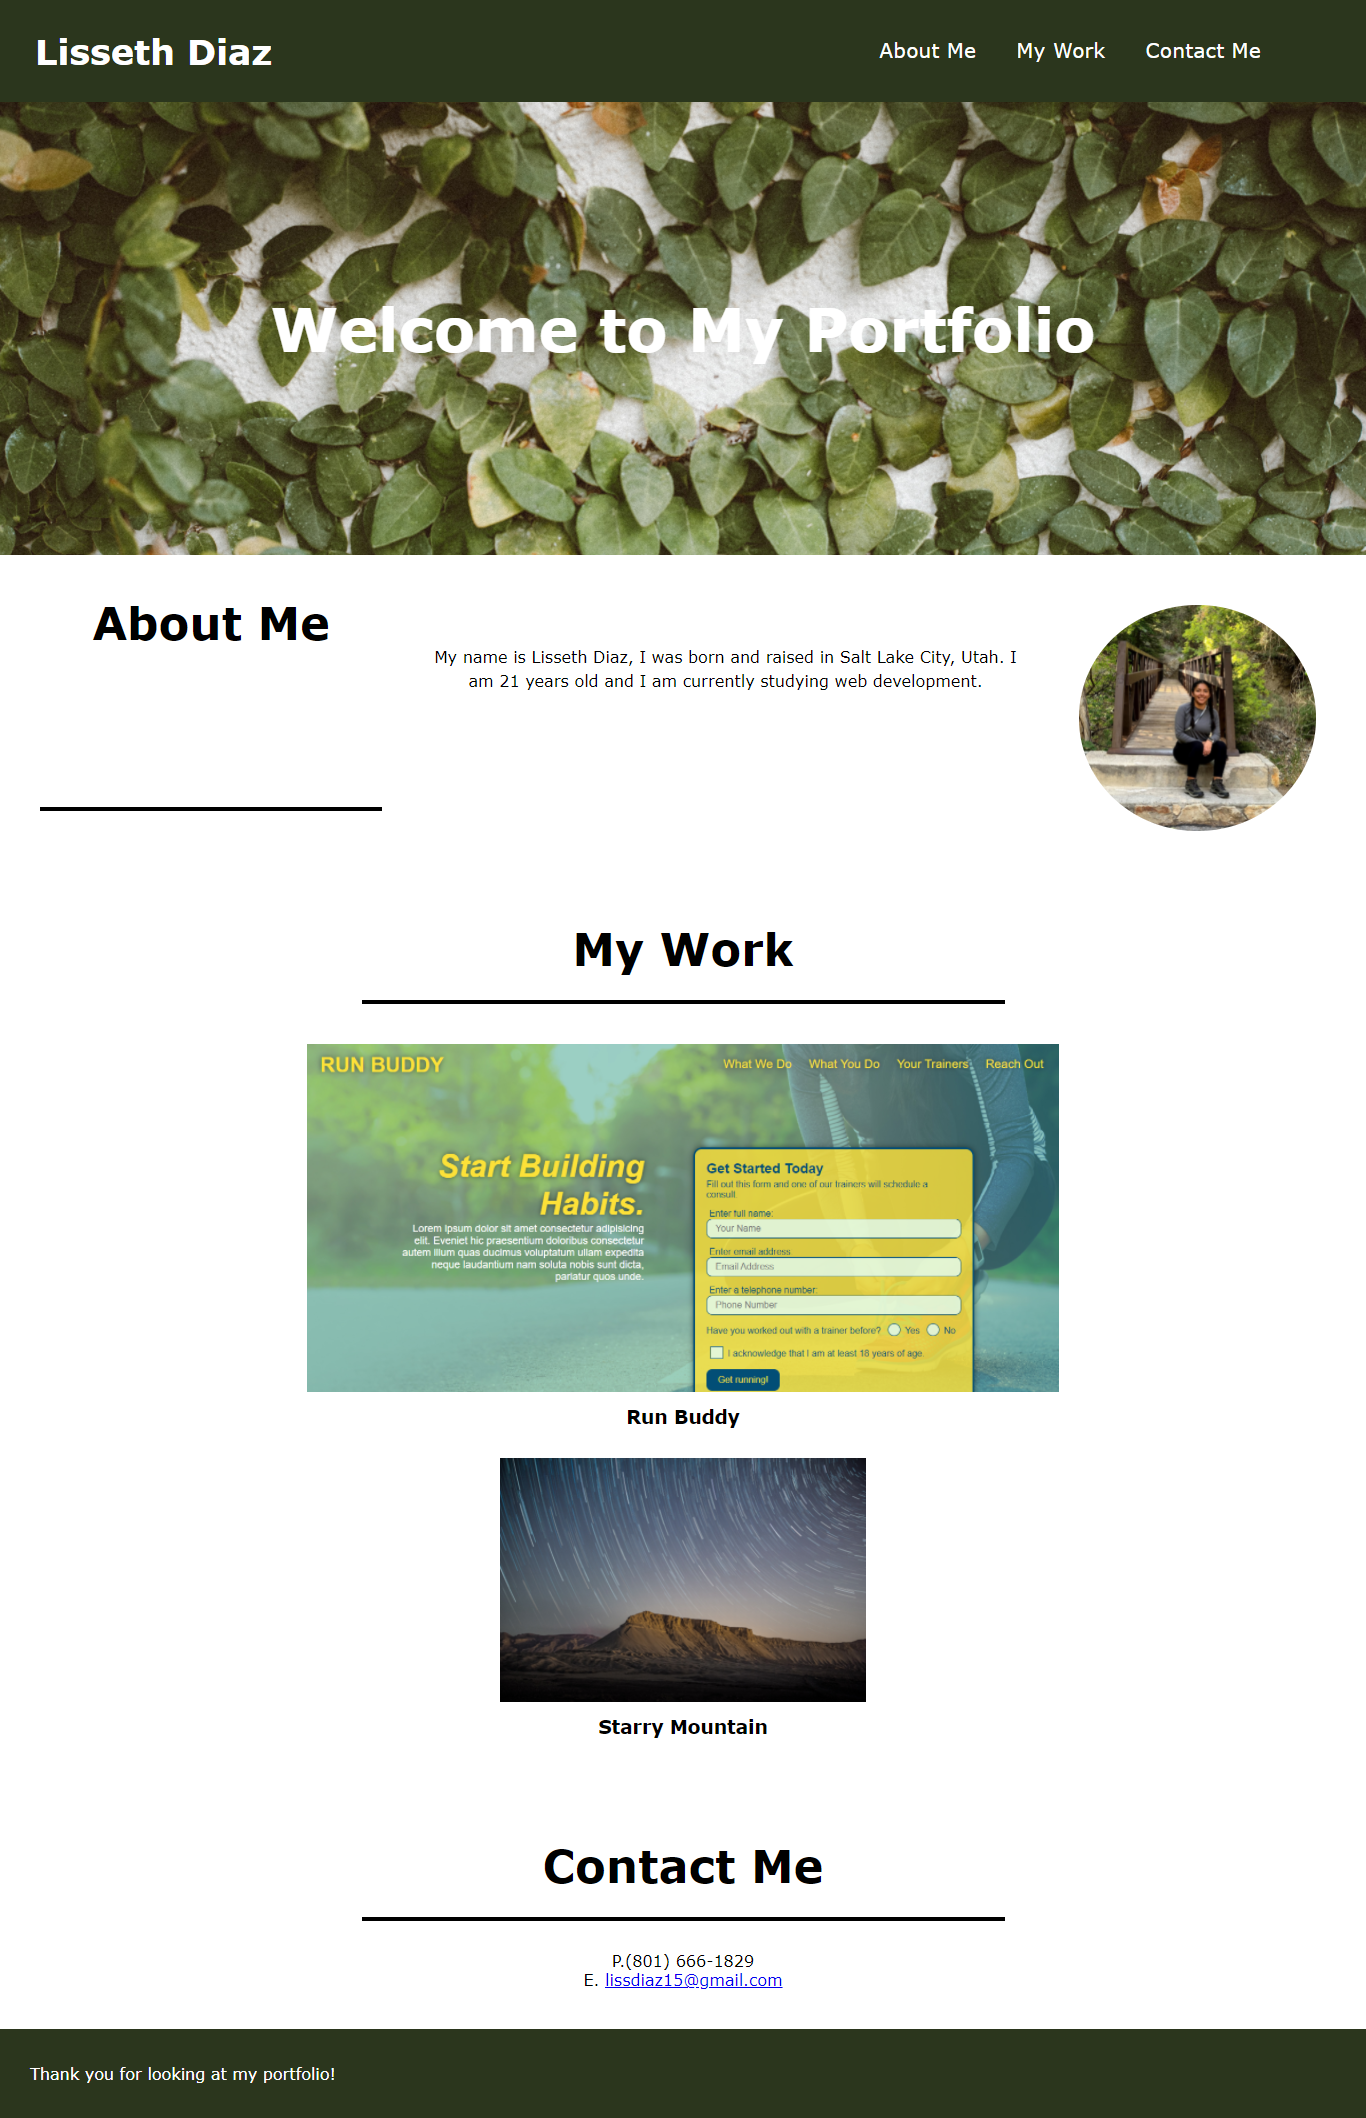 Lisseth Diaz
About Me
My Work
Contact Me
Welcome to My Portfolio
About Me
My name is Lisseth Diaz, I was born and raised in Salt Lake City, Utah. I
am 21 years old and I am currently studying web development.
My Work
RUN BUDDY
What We Do
What You Do
Your Trainers
Reach Out
Start Building
Habits.
Lorem ipsum dolor sit amet consectetur adipisicing
elit. Eveniet hic praesentium doloribus consectetur
autem illum quas ducimus voluptatum ullam expedita
neque laudantium nam soluta nobis sunt dicta,
pariatur quos unde.
Get Started Today
Fill out this form and one of our trainers will schedule a
consult.
Enter full name:
Your Name
Enter email address
Email Address
Enter a telephone number:
Phone Number
Have you worked out with a trainer before? Yes No
I acknowledge that I am at least 18 years of age.
Get running!
Run Buddy
Starry Mountain
Contact Me
P.(801) 666-1829
E. lissdiaz15@gmail.com
Thank you for looking at my portfolio!